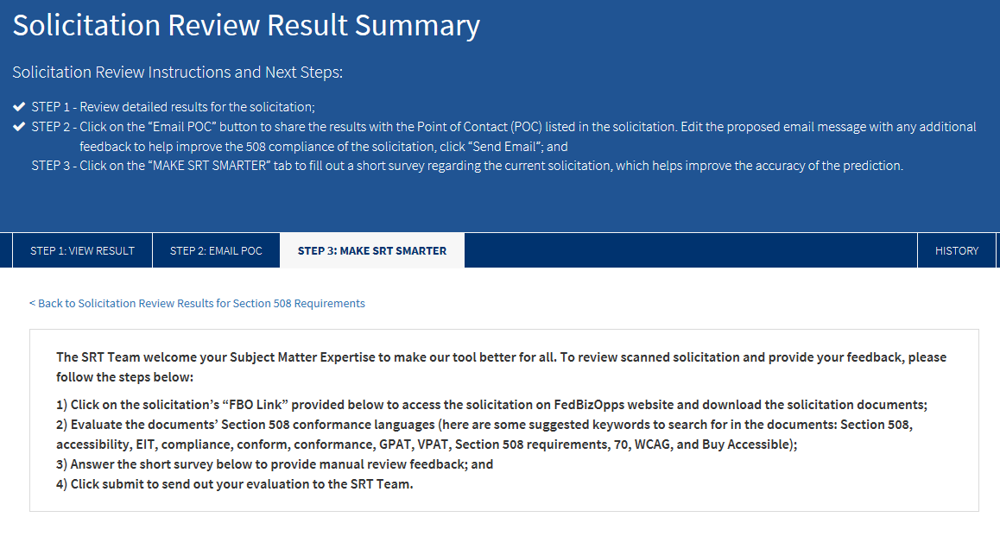 Solicitation Review Result Summary
Solicitation Review Instructions and Next Steps:
STEP 1 - Review detailed results for the solicitation;
STEP 2 - Click on the “Email POC” button to share the results with the Point of Contact (POC) listed in the solicitation. Edit the proposed email message with any additional
feedback to help improve the 508 compliance of the solicitation, click “Send Email”; and
STEP 3 - Click on the “MAKE SRT SMARTER” tab to fill out a short survey regarding the current solicitation, which helps improve the accuracy of the prediction.
STEP 1: VIEW RESULT STEP 2: EMAIL POC STEP 3: MAKE SRT SMARTER HISTORY
< Back to Solicitation Review Results for Section 508 Requirements
The SRT Team welcome your Subject Matter Expertise to make our tool better for all. To review scanned solicitation and provide your feedback, please
follow the steps below:
1) Click on the solicitation’s “FBO Link” provided below to access the solicitation on FedBizOpps website and download the solicitation documents;
2) Evaluate the documents’ Section 508 conformance languages (here are some suggested keywords to search for in the documents: Section 508,
accessibility, EIT, compliance, conform, conformance, GPAT, VPAT, Section 508 requirements, 70, WCAG, and Buy Accessible);
3) Answer the short survey below to provide manual review feedback; and
4) Click submit to send out your evaluation to the SRT Team.